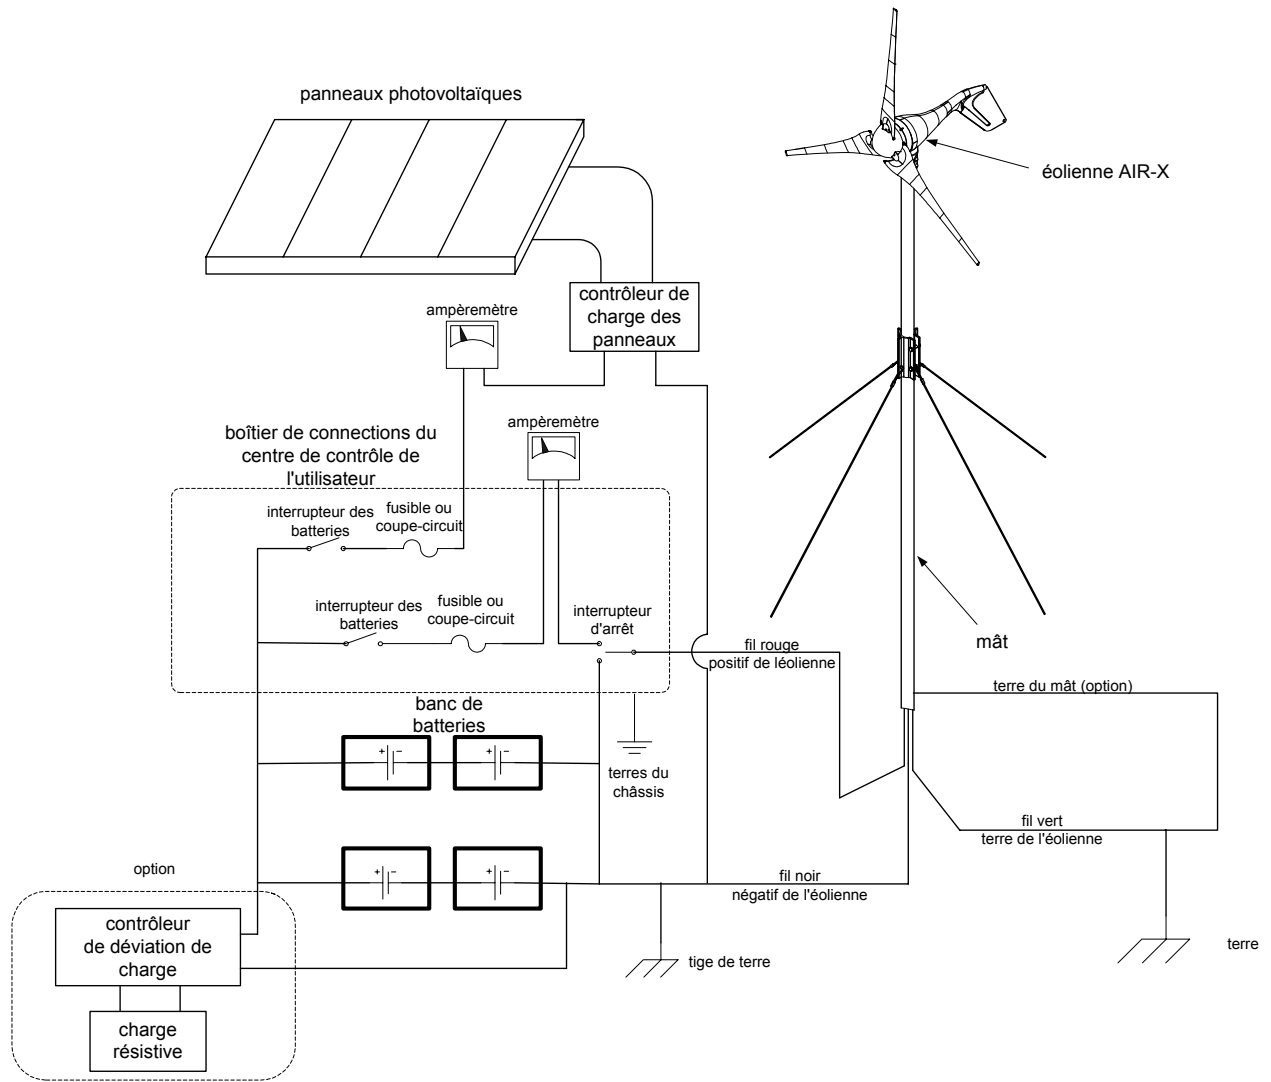 panneaux photovoltaïques
éolienne AIR-X
contrôleur de
charge des
panneaux
ampèremètre
ampèremètre
boîtier de connections du
centre de contrôle de
l'utilisateur
interrupteur des
batteries
fusible ou
coupe-circuit
interrupteur des
batteries
fusible ou
coupe-circuit
interrupteur
d'arrêt
fil rouge
positif de léolienne
mât
terre du mât (option)
banc de
batteries
+ -
+ -
terres du
châssis
fil vert
terre de l'éolienne
option
+ -
+ -
fil noir
négatif de l'éolienne
contrôleur
de déviation de
charge
tige de terre
terre
charge
résistive